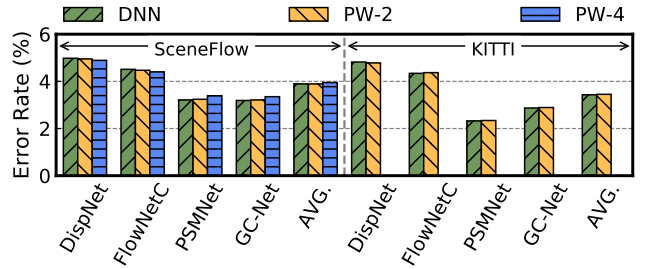 DNN PW-2 PW-4
Error Rate (%)
6
4
2
0
SceneFlow KITTI
DispNet FlowNetC PSMNet GC-Net AVG. DispNet FlowNetC PSMNet GC-Net AVG.